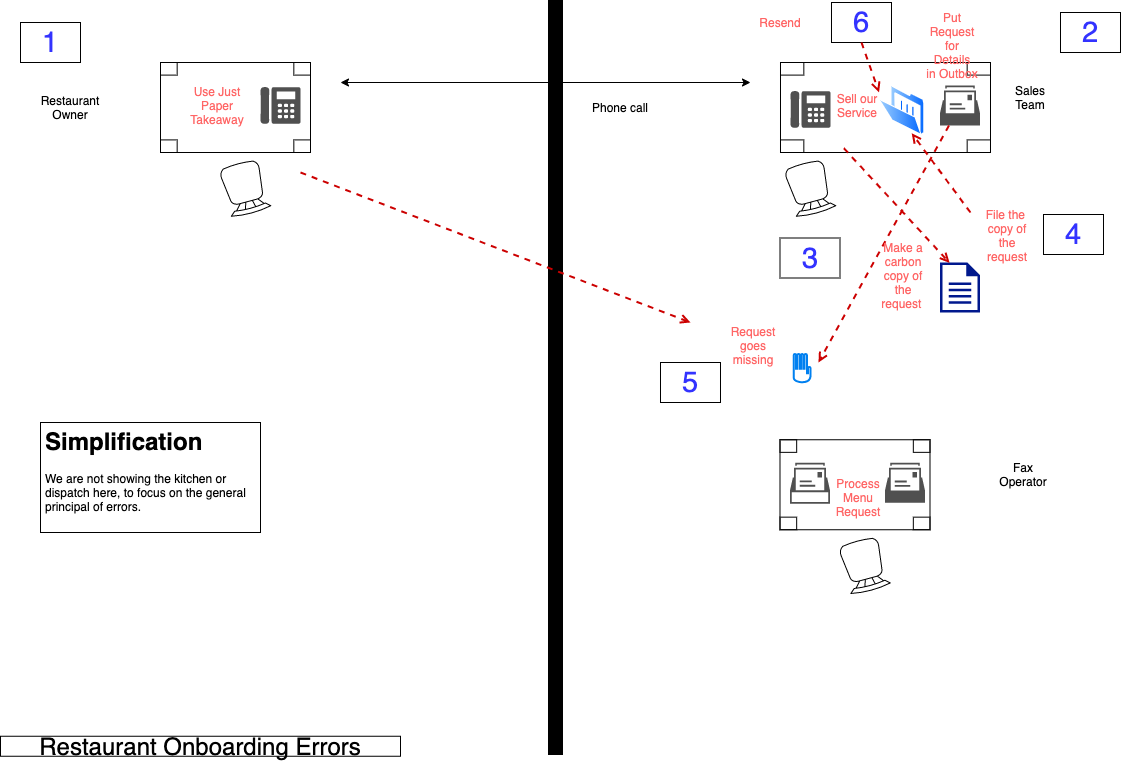 1
Restaurant
Owner
Use Just
Paper
Takeaway
Phone call
Resend
6
Put
Request
for
Details
in Outbox
2
Sell our
Service
Sales
Team
3
Make a
carbon
copy of
the
request
File the
copy of
the
request
4
Request
goes
missing
5
Simplification
We are not showing the kitchen or
dispatch here, to focus on the general
principal of errors.
Process
Menu
Request
Fax
Operator
Restaurant Onboarding Errors